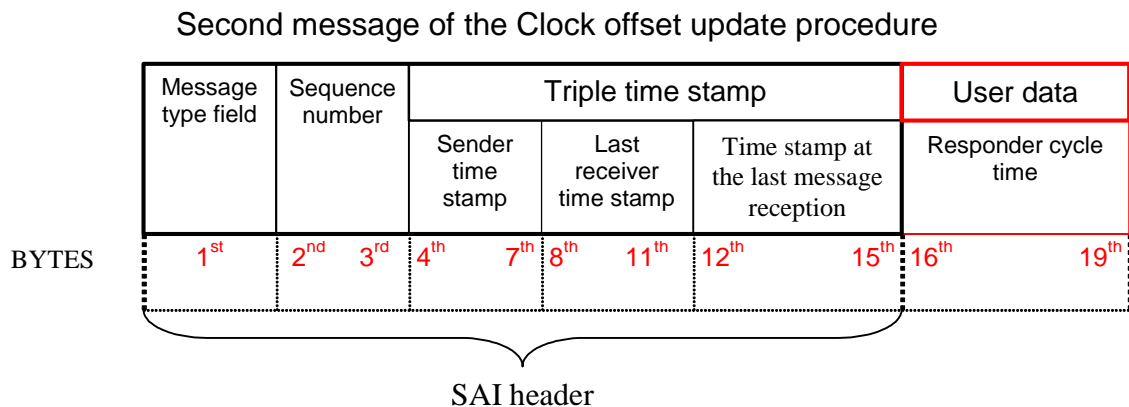 Second message of the Clock offset update procedure
Message type field
Sequence number
Triple time stamp
User data
Sender time stamp
Last receiver time stamp
Time stamp at the last message reception
Responder cycle time
BYTES 1st 2nd 3rd 4th 7th 8th 11th 12th 15th 16th 19th
SAI header